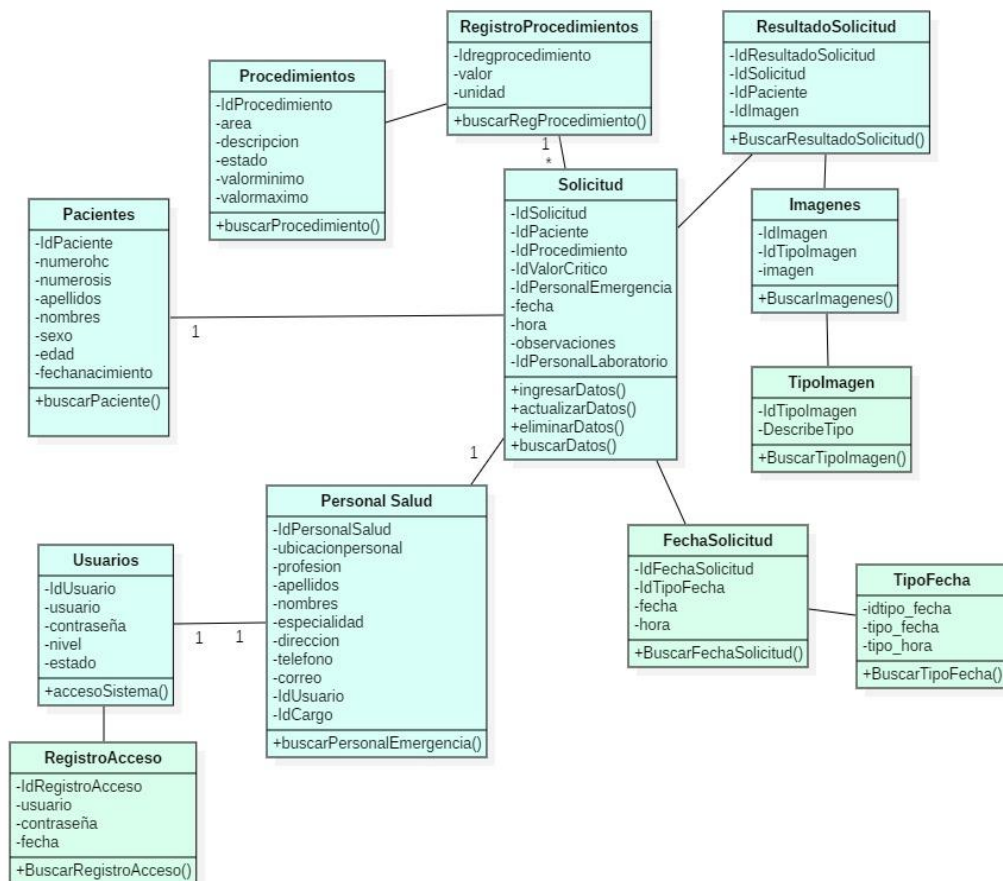 RegistroProcedimientos
-Idregprocedimiento
-valor
-unidad
+buscarRegProcedimiento()
1
*
ResultadoSolicitud
-IdResultadoSolicitud
-IdSolicitud
-IdPaciente
-IdImagen
+BuscarResultadoSolicitud()
Procedimientos
-IdProcedimiento
-area
-descripcion
-estado
-valorminimo
-valormaximo
+buscarProcedimiento()
Solicitud
-IdSolicitud
-IdPaciente
-IdProcedimiento
-IdValorCritico
-IdPersonalEmergencia
-fecha
-hora
-observaciones
-IdPersonalLaboratorio
+ingresarDatos()
+actualizarDatos()
+eliminarDatos()
+buscarDatos()
1
Imagenes
-IdImagen
-IdTipoImagen
-imagen
+BuscarImagenes()
Pacientes
-IdPaciente
-numerohc
-numerosis
-apellidos
-nombres
-sexo
-edad
-fechanacimiento
+buscarPaciente()
1
TipoImagen
-IdTipoImagen
-DescribeTipo
+BuscarTipoImagen()
Personal Salud
-IdPersonalSalud
-ubicacionpersonal
-profesion
-apellidos
-nombres
-especialidad
-direccion
-telefono
-correo
-IdUsuario
-IdCargo
+buscarPersonalEmergencia()
FechaSolicitud
-IdFechaSolicitud
-IdTipoFecha
-fecha
-hora
+BuscarFechaSolicitud()
TipoFecha
-idtipo_fecha
-tipo_fecha
-tipo_hora
+BuscarTipoFecha()
Usuarios
-IdUsuario
-usuario
-contraseña
-nivel
-estado
+accesoSistema()
1
1
RegistroAcceso
-IdRegistroAcceso
-usuario
-contraseña
-fecha
+BuscarRegistroAcceso()